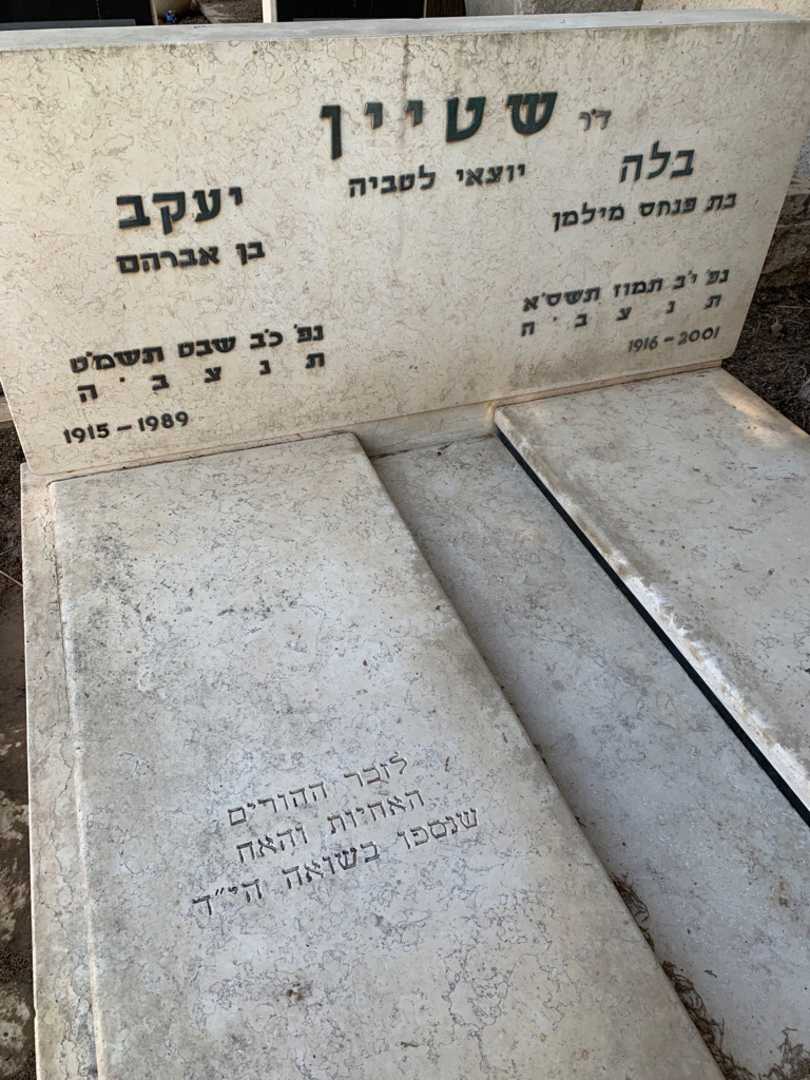 שטיין
יוצאי לטביה
ד״ר
בלה
בת פנחס מילמן
נפ׳ י״ב תמוז תשס״א
ת נ צ ב ׳ ה
1916 – 2001
יעקב
בן אברהם
נפ׳ כ״ב שבט תשמ״ט
ת נ צ ב ׳ ה
1915 – 1989
לזכר ההורים
האחיות והאח
שנספו בשואה הי״ד